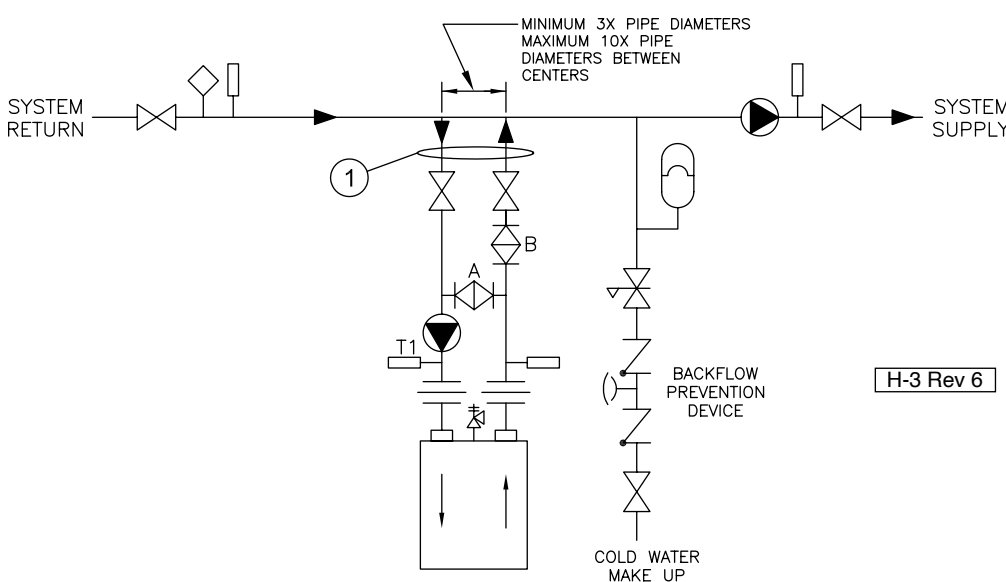 MINIMUM 3X PIPE DIAMETERS
MAXIMUM 10X PIPE
DIAMETERS BETWEEN
CENTERS
SYSTEM
RETURN
SYSTEM
SUPPLY
1
B
A
T1
BACKFLOW
PREVENTION
DEVICE
H-3 Rev 6
COLD WATER
MAKE UP